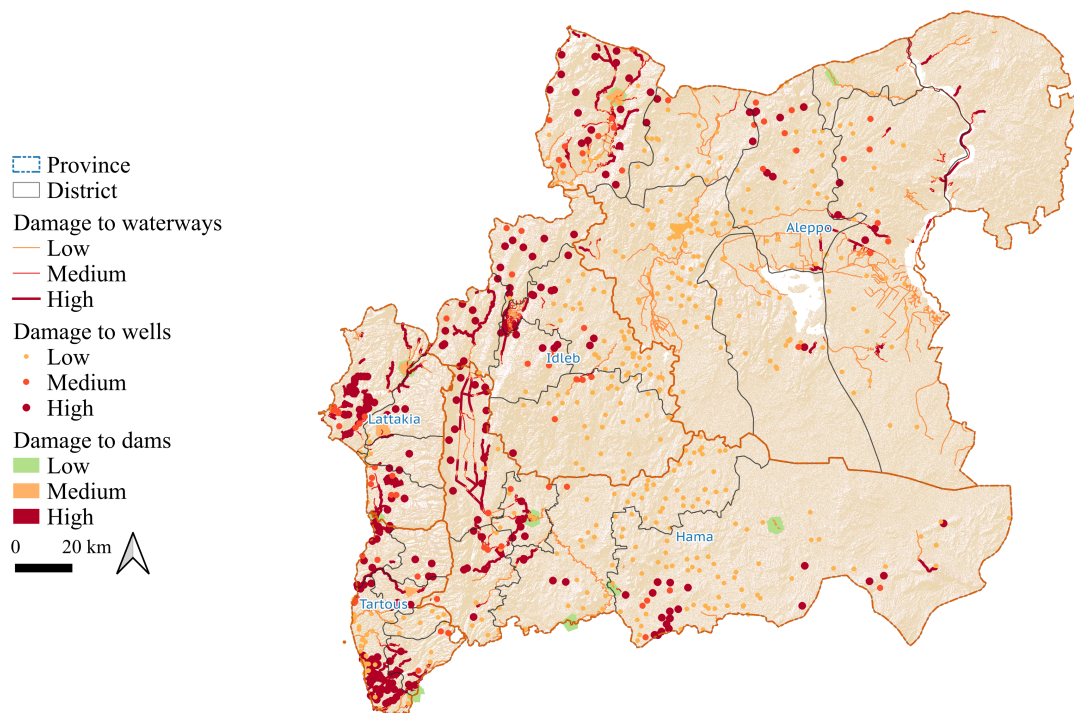 Province
District
Damage to waterways
Low
Medium
High
Damage to wells
Low
Medium
High
Damage to dams
Low
Medium
High
0 20 km
Aleppo
Idleb
Lattakia
Hama
Tartous